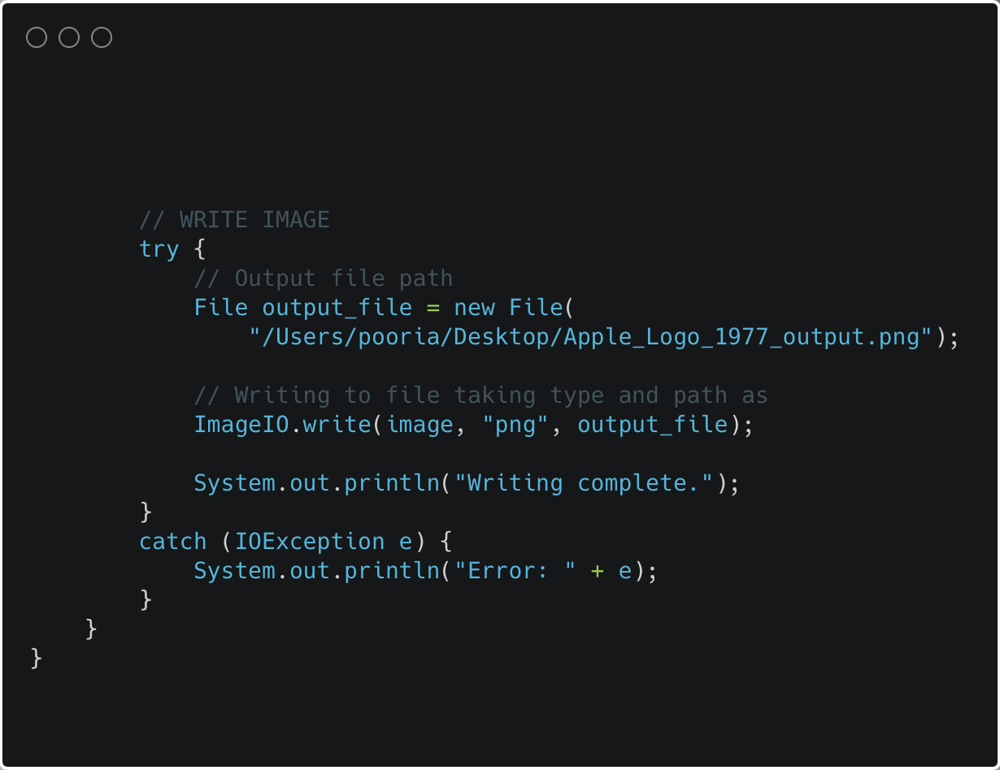 // WRITE IMAGE
try {
// Output file path
File output_file = new File(
"/Users/pooria/Desktop/Apple_Logo_1977_output.png");
// Writing to file taking type and path as
ImageIO.write(image, "png", output_file);
System.out.println("Writing complete.");
}
catch (IOException e) {
System.out.println("Error: " + e);
}
}
}